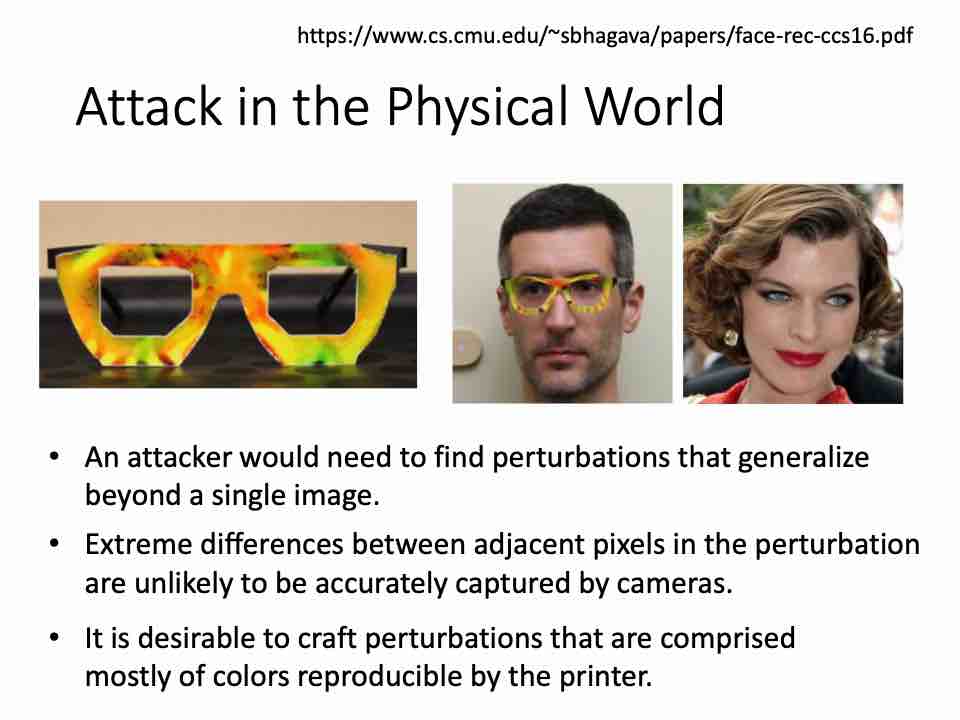 https://www.cs.cmu.edu/~sbhagava/papers/face-rec-ccs16.pdf
Attack in the Physical World
• An attacker would need to find perturbations that generalize
beyond a single image.
• Extreme differences between adjacent pixels in the perturbation
are unlikely to be accurately captured by cameras.
• It is desirable to craft perturbations that are comprised
mostly of colors reproducible by the printer.